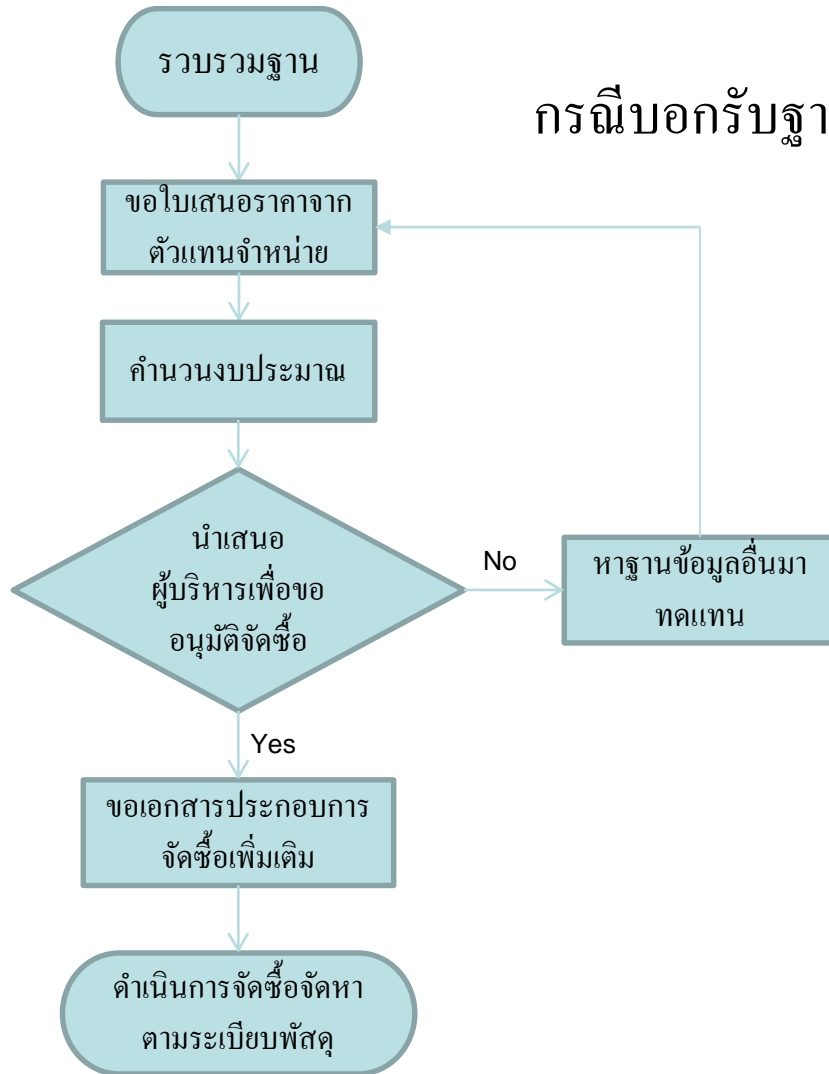 รวบรวมฐาน
กรณีบอกรับฐา
ขอใบเสนอราคาจาก
ตัวแทนจำหน่าย
คำนวนงบประมาณ
นำเสนอ
ผู้บริหารเพื่อขอ
อนุมัติจัดซื้อ
No
หาฐานข้อมูลอื่นมา
ทดแทน
Yes
ขอเอกสารประกอบการ
จัดซื้อเพิ่มเติม
ดำเนินการจัดซื้อจัดหา
ตามระเบียบพัสดุ